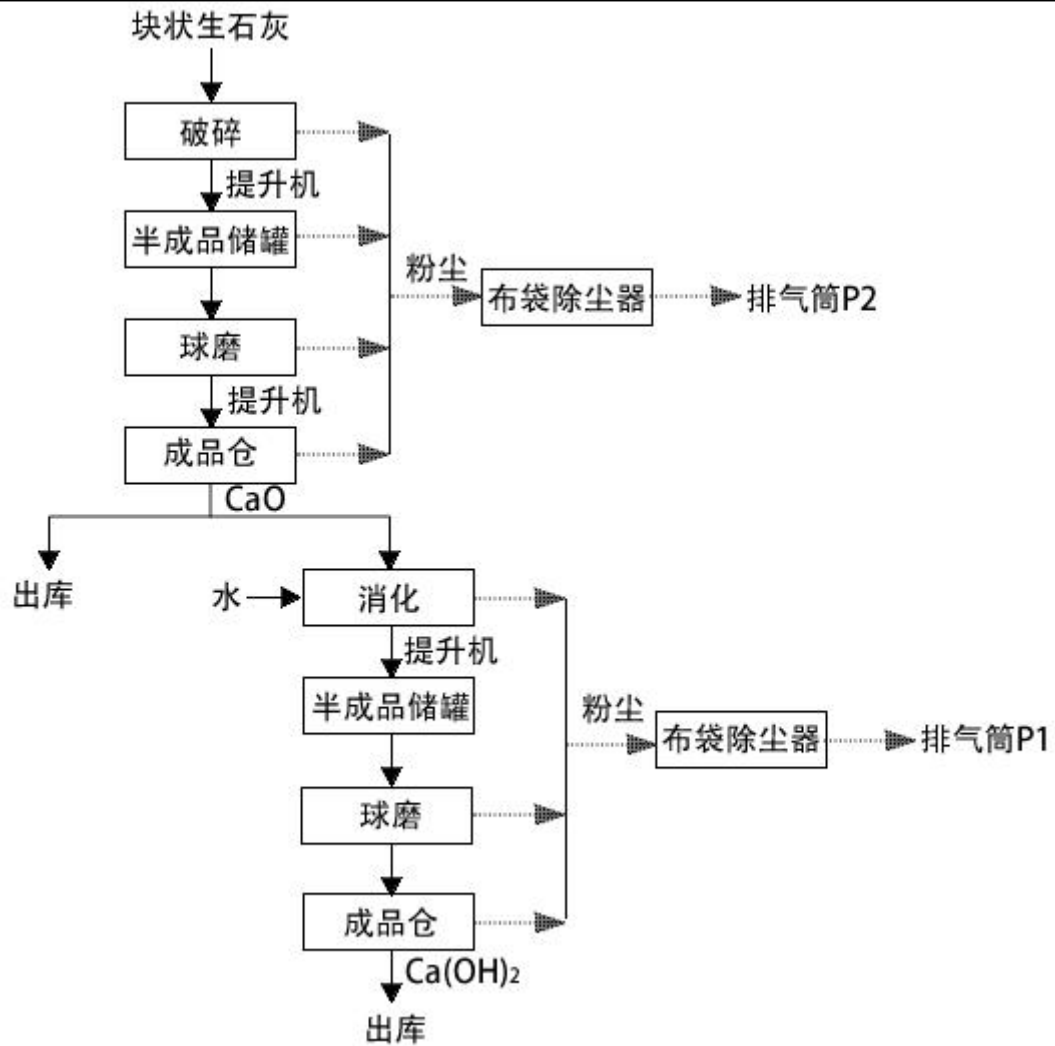 块状生石灰
破碎
提升机
半成品储罐
粉尘
布袋除尘器
排气筒P2
球磨
提升机
成品仓
CaO
出库
水
消化
提升机
半成品储罐
粉尘
布袋除尘器
排气筒P1
球磨
成品仓
Ca(OH)₂
出库